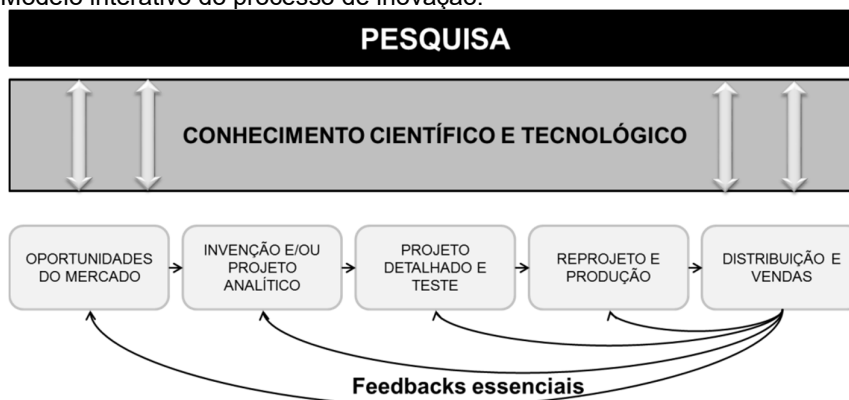 Modelo interativo do processo de inovação.
PESQUISA
CONHECIMENTO CIENTÍFICO E TECNOLÓGICO
OPORTUNIDADES
DO MERCADO
INVENÇÃO E/OU
PROJETO
ANALÍTICO
PROJETO
DETALHADO E
TESTE
REPROJETO E
PRODUÇÃO
DISTRIBUIÇÃO E
VENDAS
Feedbacks essenciais